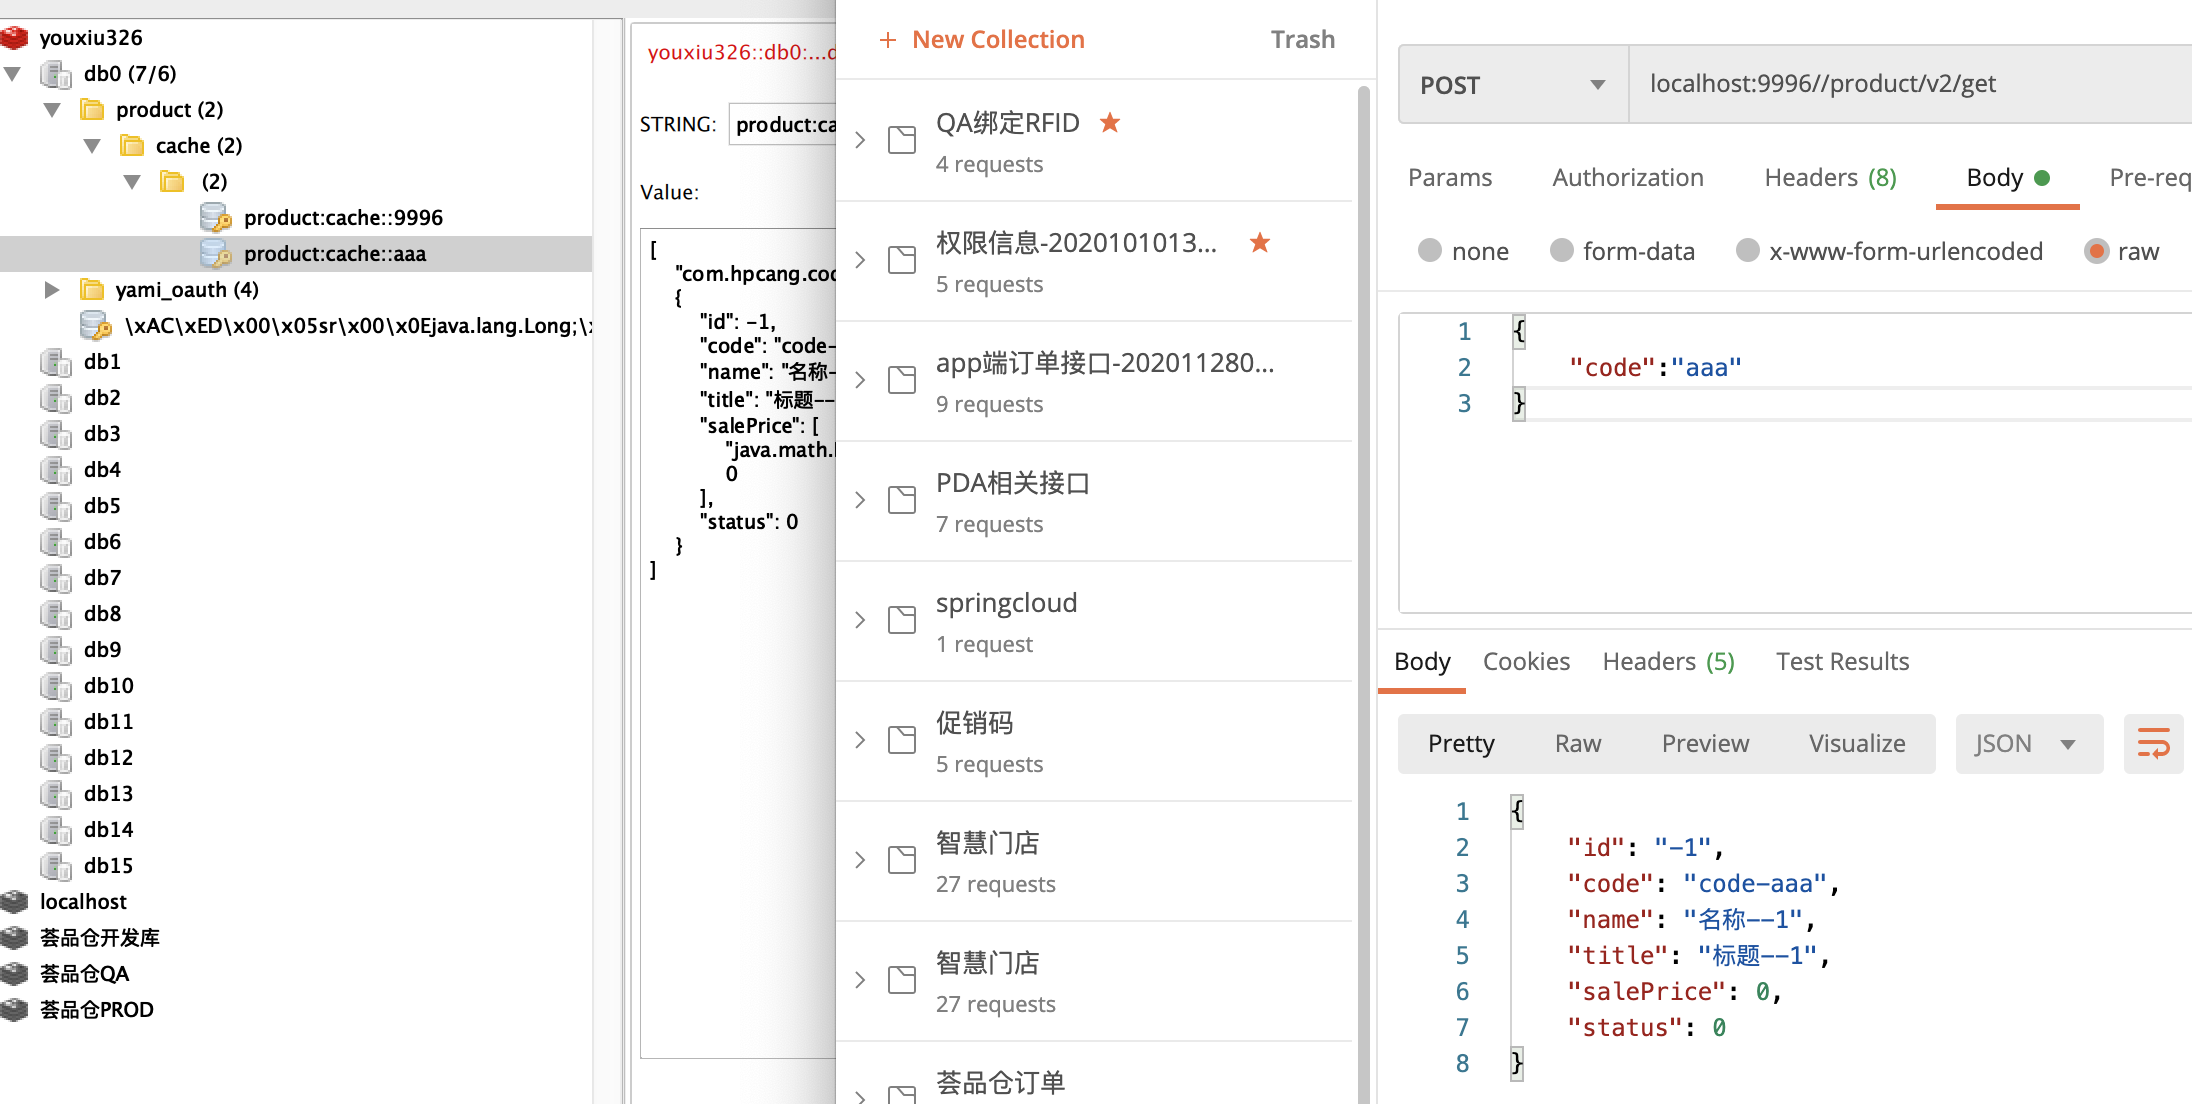 youxiu326
db0 (7/6)
product (2)
cache (2)
(2)
product:cache::9996
product:cache::aaa
yami_oauth (4)
\xAC\xED\x00\x05sr\x00\x0Ejava.lang.Long;\x
db1
db2
db3
db4
db5
db6
db7
db8
db9
db10
db11
db12
db13
db14
db15
localhost
荟品仓开发库
荟品仓QA
荟品仓PROD
youxiu326::db0:...d
STRING: product:ca
Value:
[
"com.hpcang.coc
{
"id": -1,
"code": "code-
"name": "名称-
"title": "标题--
"salePrice": [
"java.math.
0
],
"status": 0
}
]
+ New Collection Trash
QA绑定RFID
4 requests
权限信息-2020101013...
5 requests
app端订单接口-202011280...
9 requests
PDA相关接口
7 requests
springcloud
1 request
促销码
5 requests
智慧门店
27 requests
智慧门店
27 requests
荟品仓订单
POST localhost:9996//product/v2/get
Params Authorization Headers (8) Body Pre-req
none form-data x-www-form-urlencoded raw
1 {
2 "code":"aaa"
3 }
Body Cookies Headers (5) Test Results
Pretty Raw Preview Visualize JSON
1 {
2 "id": "-1",
3 "code": "code-aaa",
4 "name": "名称--1",
5 "title": "标题--1",
6 "salePrice": 0,
7 "status": 0
8 }